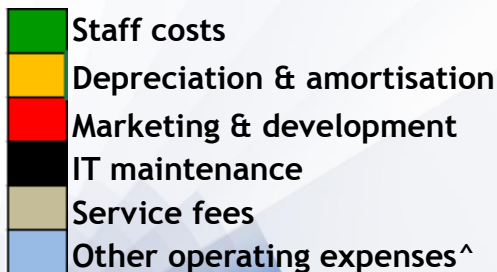 Staff costs
Depreciation & amortisation
Marketing & development
IT maintenance
Service fees
Other operating expenses^